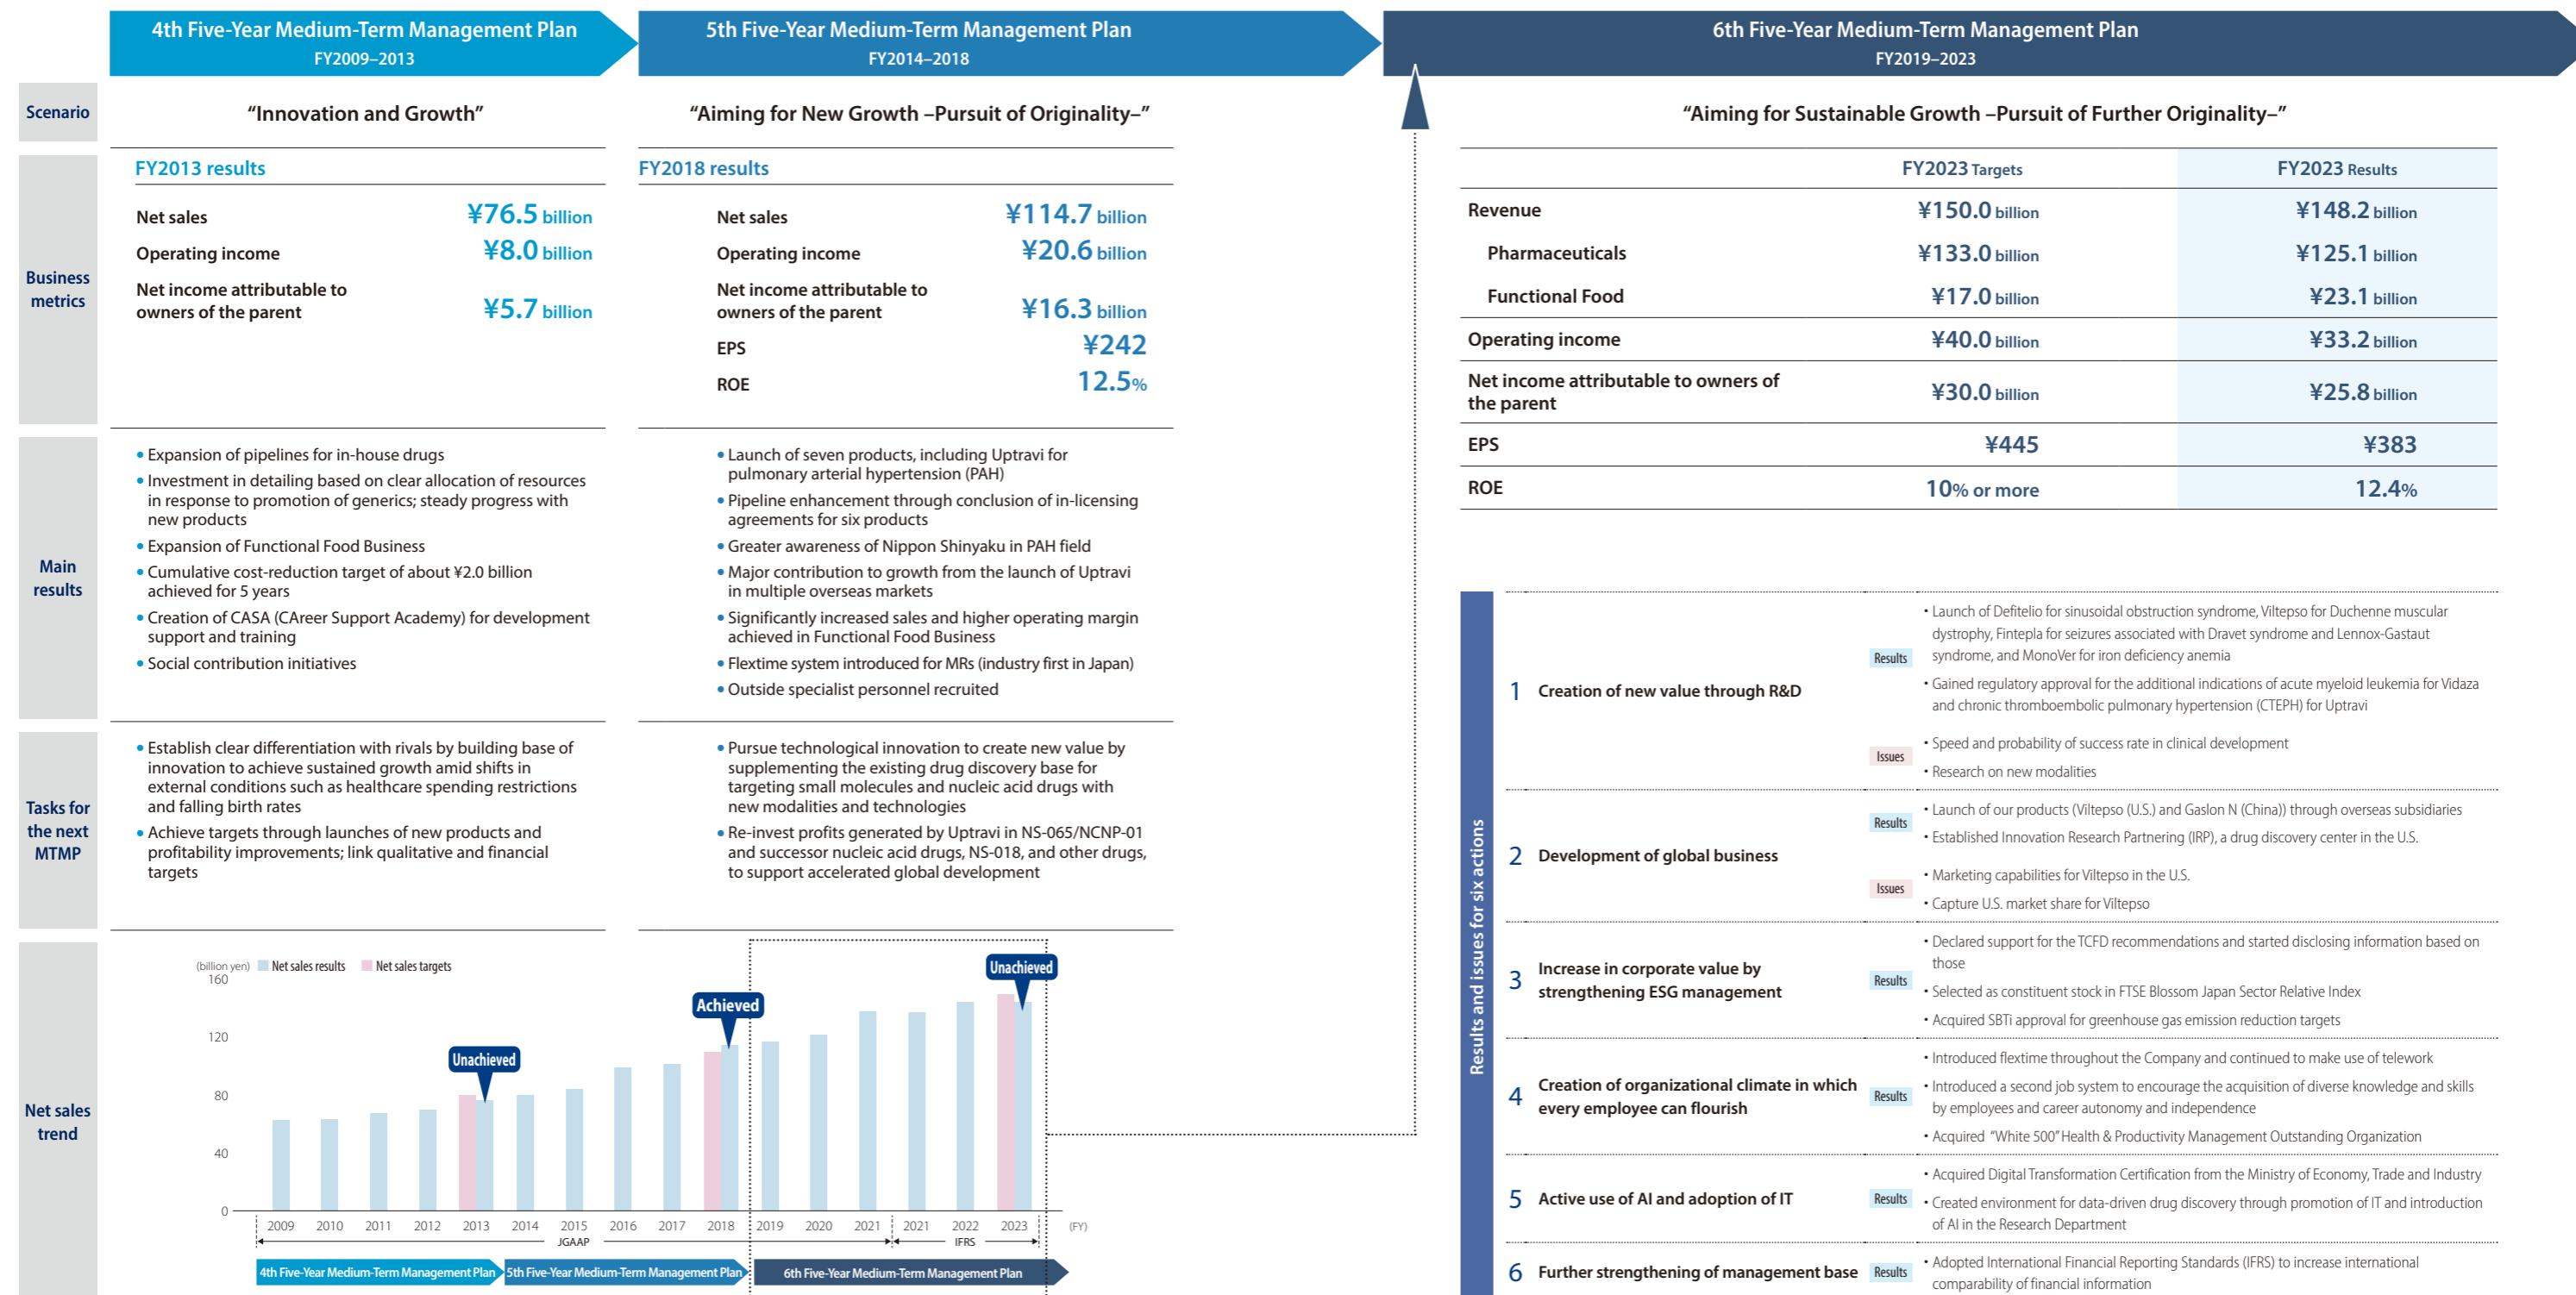 4th Five-Year Medium-Term Management Plan
FY2009–2013
5th Five-Year Medium-Term Management Plan
FY2014–2018
6th Five-Year Medium-Term Management Plan
FY2019–2023
Scenario
“Innovation and Growth”
“Aiming for New Growth –Pursuit of Originality–”
“Aiming for Sustainable Growth –Pursuit of Further Originality–”
Business
metrics
FY2013 results
Net sales ¥76.5 billion
Operating income ¥8.0 billion
Net income attributable to
owners of the parent ¥5.7 billion
FY2018 results
Net sales ¥114.7 billion
Operating income ¥20.6 billion
Net income attributable to
owners of the parent ¥16.3 billion
EPS ¥242
ROE 12.5%
FY2023 Targets FY2023 Results
Revenue ¥150.0 billion ¥148.2 billion
Pharmaceuticals ¥133.0 billion ¥125.1 billion
Functional Food ¥17.0 billion ¥23.1 billion
Operating income ¥40.0 billion ¥33.2 billion
Net income attributable to owners of
the parent ¥30.0 billion ¥25.8 billion
EPS ¥445 ¥383
ROE 10% or more 12.4%
Main
results
• Expansion of pipelines for in-house drugs
• Investment in detailing based on clear allocation of resources
in response to promotion of generics; steady progress with
new products
• Expansion of Functional Food Business
• Cumulative cost-reduction target of about ¥2.0 billion
achieved for 5 years
• Creation of CASA (CAreer Support Academy) for development
support and training
• Social contribution initiatives
• Launch of seven products, including Uptravi for
pulmonary arterial hypertension (PAH)
• Pipeline enhancement through conclusion of in-licensing
agreements for six products
• Greater awareness of Nippon Shinyaku in PAH field
• Major contribution to growth from the launch of Uptravi
in multiple overseas markets
• Significantly increased sales and higher operating margin
achieved in Functional Food Business
• Flextime system introduced for MRs (industry first in Japan)
• Outside specialist personnel recruited
Tasks for
the next
MTMP
• Establish clear differentiation with rivals by building base of
innovation to achieve sustained growth amid shifts in
external conditions such as healthcare spending restrictions
and falling birth rates
• Achieve targets through launches of new products and
profitability improvements; link qualitative and financial
targets
• Pursue technological innovation to create new value by
supplementing the existing drug discovery base for
targeting small molecules and nucleic acid drugs with
new modalities and technologies
• Re-invest profits generated by Uptravi in NS-065/NCNP-01
and successor nucleic acid drugs, NS-018, and other drugs,
to support accelerated global development
Net sales
trend
(billion yen) Net sales results Net sales targets
160
120
80
40
0
Unachieved
Achieved
Unachieved
2009 2010 2011 2012 2013 2014 2015 2016 2017 2018 2019 2020 2021 2021 2022 2023 (FY)
JGAAP IFRS
4th Five-Year Medium-Term Management Plan 5th Five-Year Medium-Term Management Plan 6th Five-Year Medium-Term Management Plan
Results and issues for six actions
1 Creation of new value through R&D
Results
• Launch of Defitelio for sinusoidal obstruction syndrome, Viltepso for Duchenne muscular
dystrophy, Fintepla for seizures associated with Dravet syndrome and Lennox-Gastaut
syndrome, and MonoVer for iron deficiency anemia
• Gained regulatory approval for the additional indications of acute myeloid leukemia for Vidaza
and chronic thromboembolic pulmonary hypertension (CTEPH) for Uptravi
Issues
• Speed and probability of success rate in clinical development
• Research on new modalities
2 Development of global business
Results
• Launch of our products (Viltepso (U.S.) and Gaslon N (China)) through overseas subsidiaries
• Established Innovation Research Partnering (IRP), a drug discovery center in the U.S.
Issues
• Marketing capabilities for Viltepso in the U.S.
• Capture U.S. market share for Viltepso
3 Increase in corporate value by
strengthening ESG management
Results
• Declared support for the TCFD recommendations and started disclosing information based on
those
• Selected as constituent stock in FTSE Blossom Japan Sector Relative Index
• Acquired SBTi approval for greenhouse gas emission reduction targets
4 Creation of organizational climate in which
every employee can flourish
Results
• Introduced flextime throughout the Company and continued to make use of telework
• Introduced a second job system to encourage the acquisition of diverse knowledge and skills
by employees and career autonomy and independence
• Acquired “White 500” Health & Productivity Management Outstanding Organization
5 Active use of AI and adoption of IT
Results
• Acquired Digital Transformation Certification from the Ministry of Economy, Trade and Industry
• Created environment for data-driven drug discovery through promotion of IT and introduction
of AI in the Research Department
6 Further strengthening of management base
Results
• Adopted International Financial Reporting Standards (IFRS) to increase international
comparability of financial information